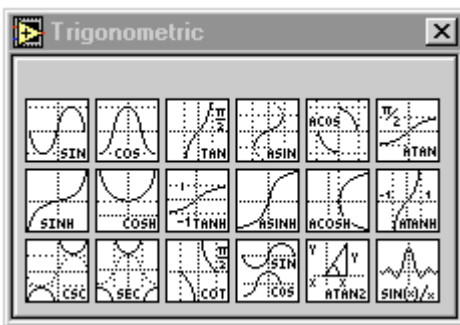 Trigonometric
SIN COS π/2 TAN ASIN ACOS π/2 ATAN
SINH COSH -1 -1 TANH ASINH ACOSH -1 1 ATANH
CSC SEC π/2 COT SIN COS Y X X Y ATAN2 SIN(x)/x